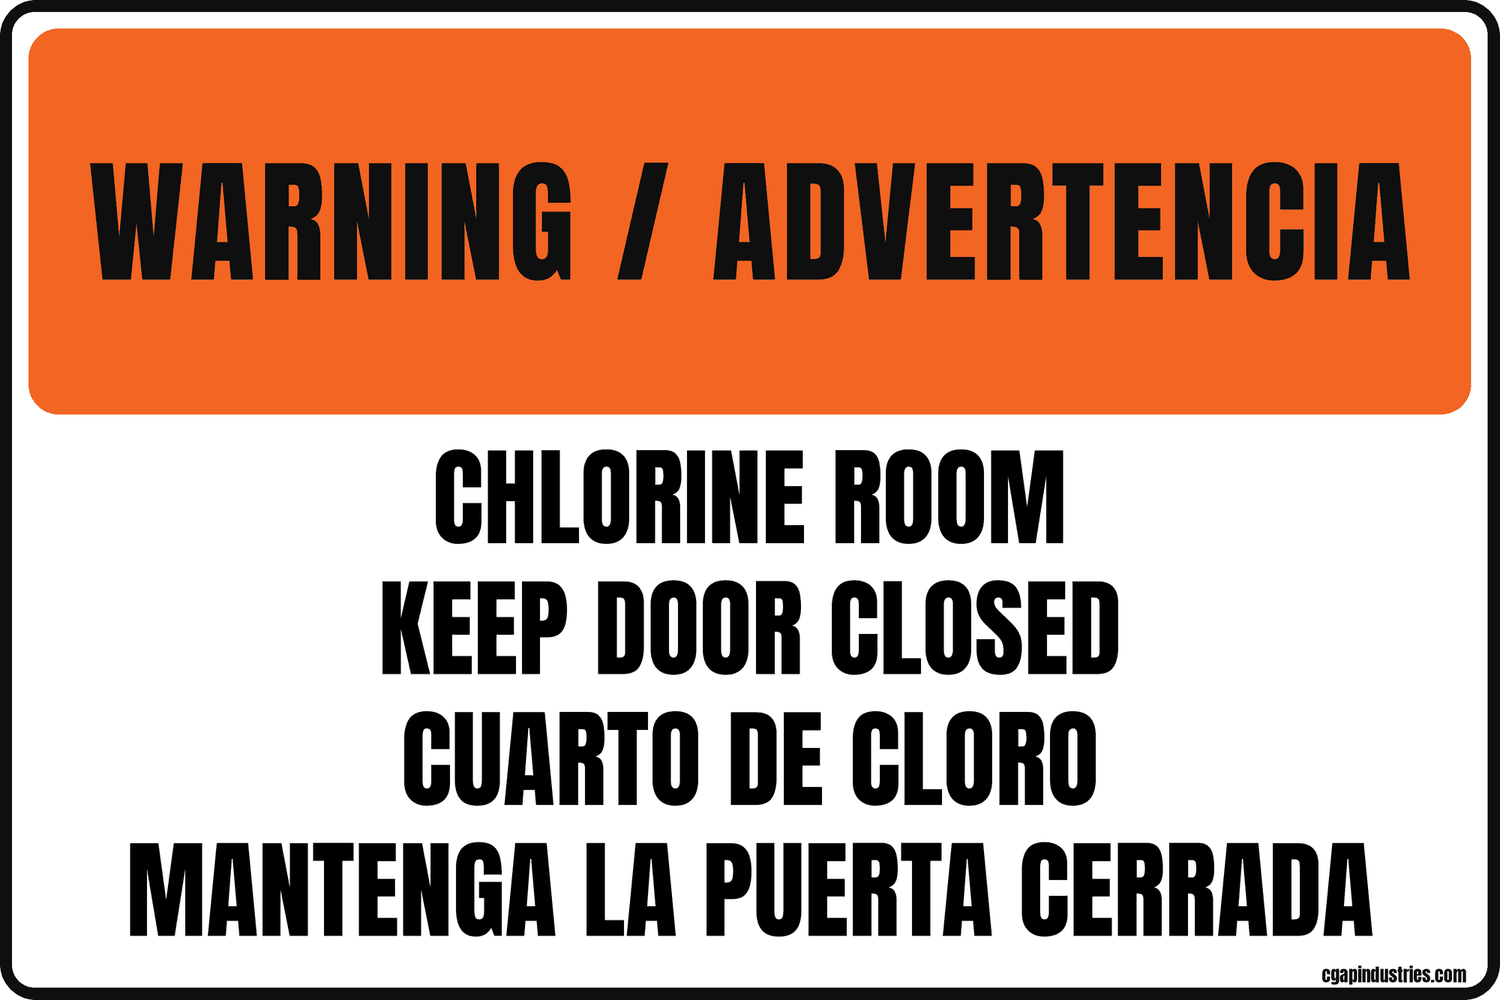 WARNING / ADVERTENCIA
CHLORINE ROOM
KEEP DOOR CLOSED
CUARTO DE CLORO
MANTENGA LA PUERTA CERRADA
cgapindustries.com